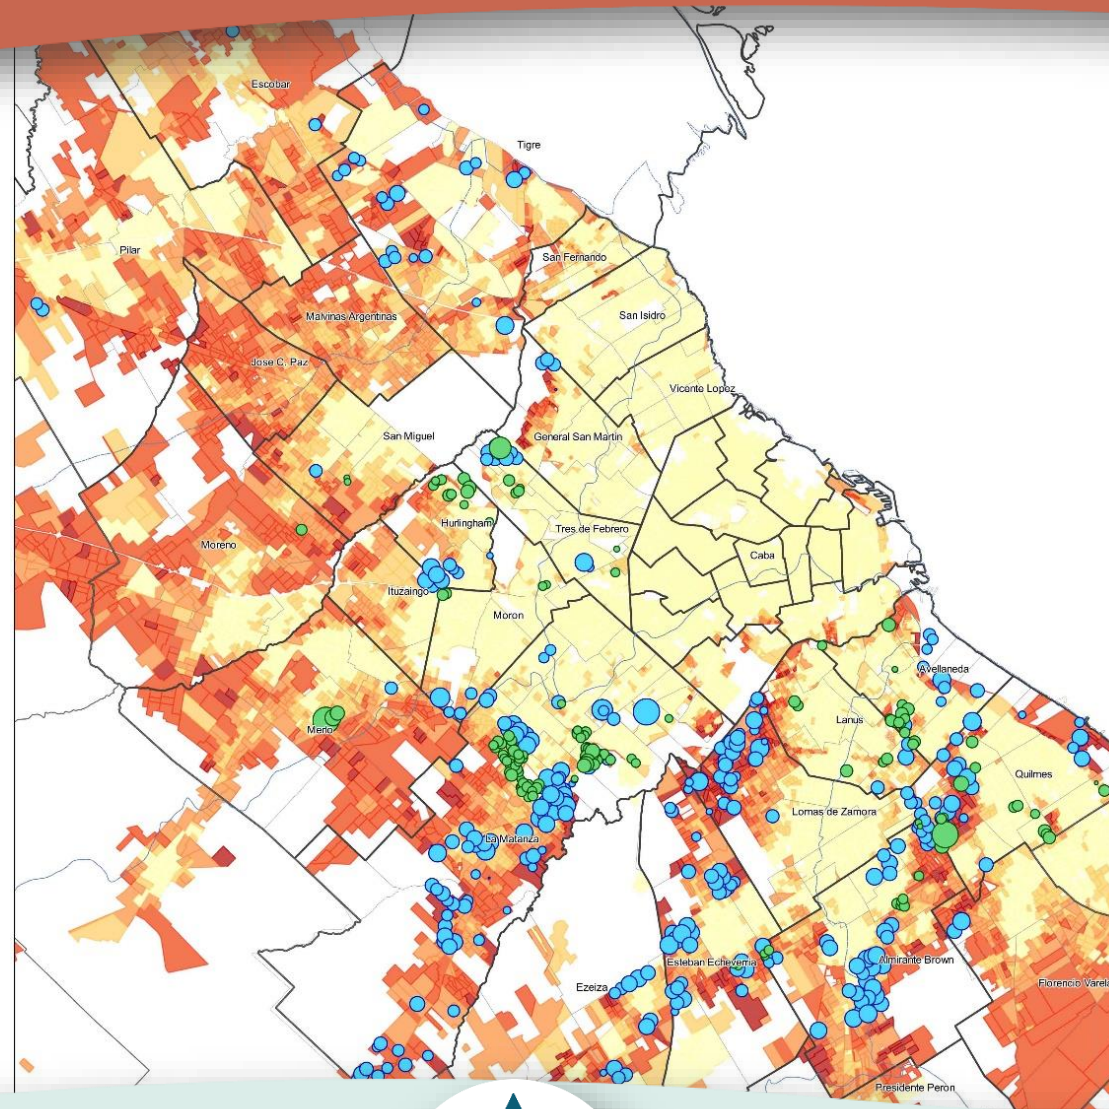 Escobar
Tigre
Pilar
San Fernando
Malvinas Argentinas
San Isidro
Jose C. Paz
Vicente Lopez
San Miguel
General San Martin
Hurlingham
Tres de Febrero
Moreno
Caba
Ituzaingo
Moron
Avellaneda
Merlo
Lanus
Quilmes
La Matanza
Lomas de Zamora
Esteban Echeverria
Almirante Brown
Ezeiza
Florencio Varela
Presidente Peron